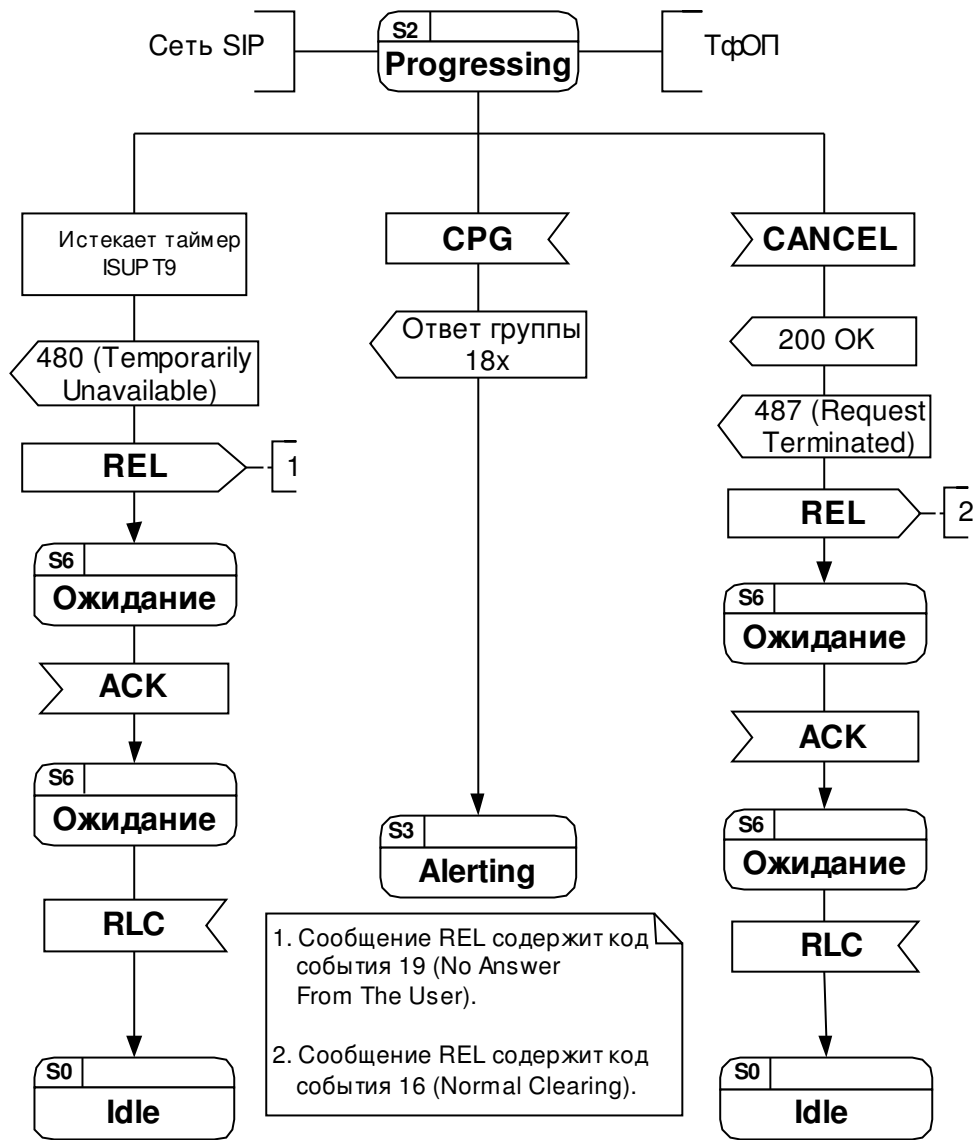 Сеть SIP
S2
Progressing
ТфОП
Истекает таймер
ISUP T9
CPG
CANCEL
480 (Temporarily
Unavailable)
Ответ группы
18x
200 OK
487 (Request
Terminated)
REL
1
REL
2
S6
Ожидание
S6
Ожидание
ACK
ACK
S6
Ожидание
S3
Alerting
S6
Ожидание
RLC
RLC
1. Сообщение REL содержит код
события 19 (No Answer
From The User).
2. Сообщение REL содержит код
события 16 (Normal Clearing).
S0
Idle
S0
Idle